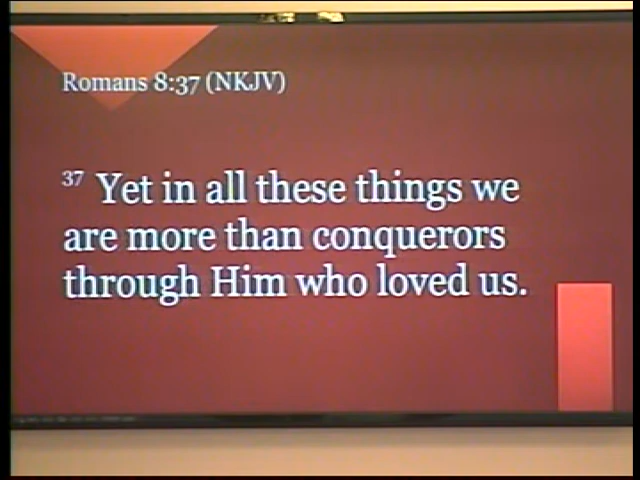 Romans 8:37 (NKJV)
37 Yet in all these things we
are more than conquerors
through Him who loved us.